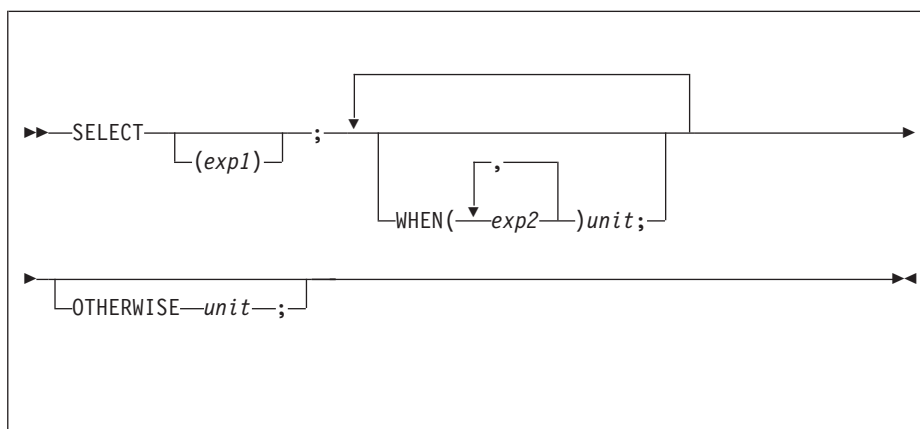 SELECT (exp1) ;
WHEN( exp2 , )unit;
OTHERWISE unit ;